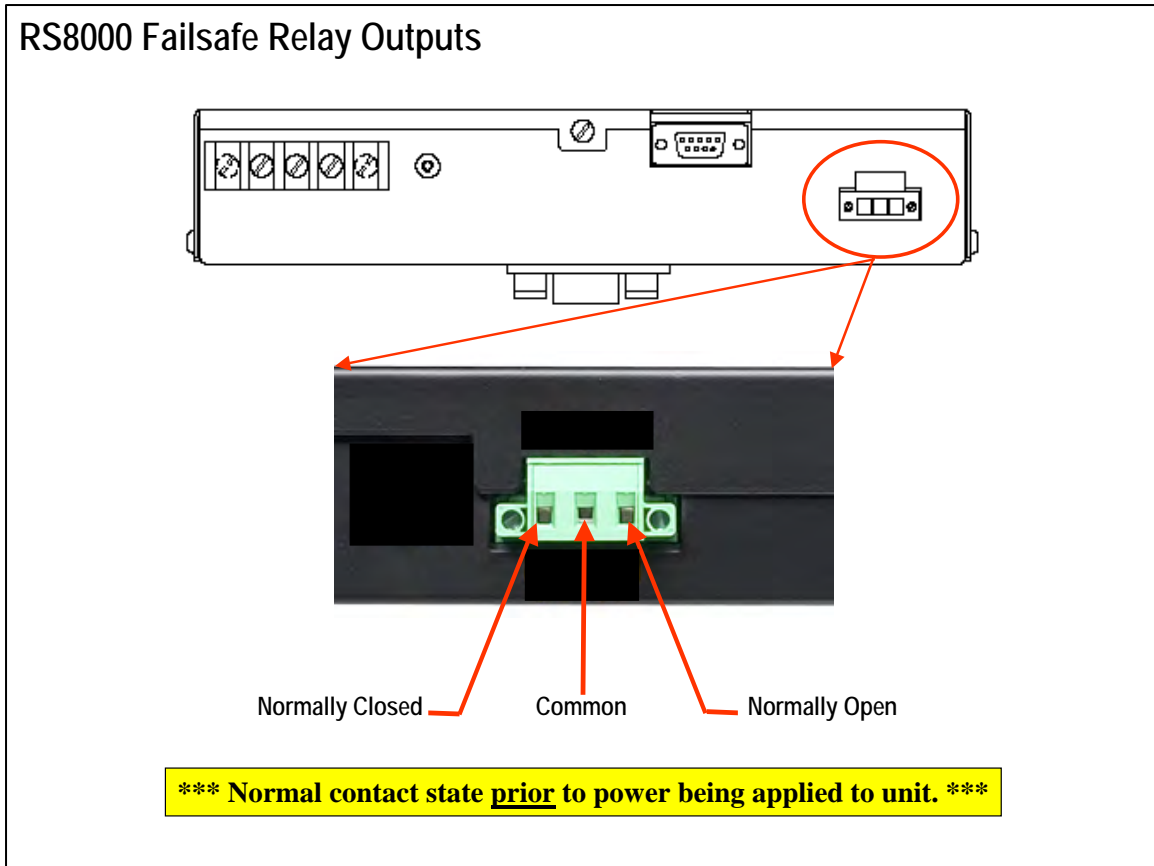 RS8000 Failsafe Relay Outputs
Normally Closed Common Normally Open
*** Normal contact state prior to power being applied to unit. ***